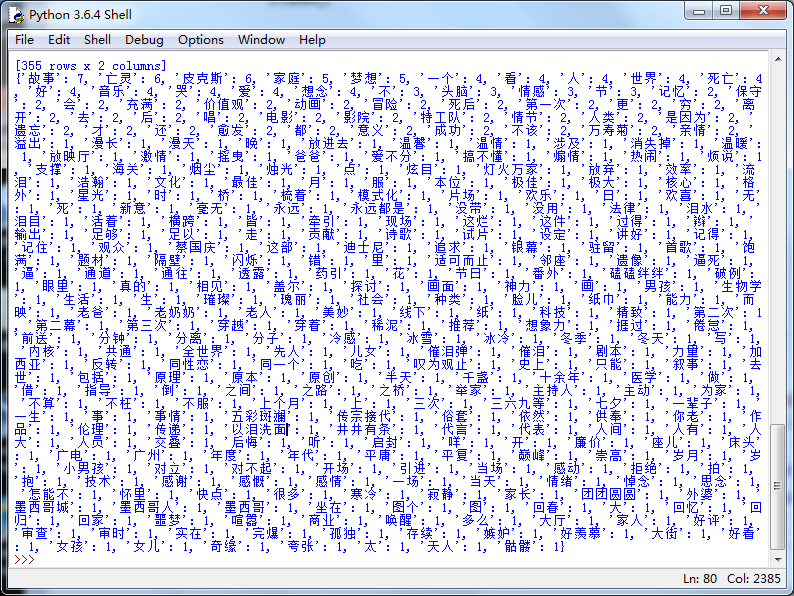 Python 3.6.4 Shell
File Edit Shell Debug Options Window Help
[355 rows x 2 columns]
{'故事': 7, '亡灵': 6, '皮克斯': 6, '家庭': 5, '梦想': 5, '一个': 4, '看': 4, '人': 4, '世界': 4, '死亡': 4,
'好': 4, '音乐': 4, '哭': 4, '爱': 4, '想念': 4, '不': 3, '头脑': 3, '情感': 3, '节': 3, '记忆': 2, '保守
': 2, '会': 2, '充满': 2, '价值观': 2, '动画': 2, '冒险': 2, '死后': 2, '第一次': 2, '更': 2, '穷': 2, '离
开': 2, '去': 2, '后': 2, '唱': 2, '电影': 2, '影院': 2, '特工队': 2, '情节': 2, '人类': 2, '是因为': 2, '
遗忘': 2, '才': 2, '还': 2, '愈发': 2, '都': 2, '意义': 2, '成功': 2, '不该': 2, '万寿菊': 2, '亲情': 2, '
溢出': 1, '漫长': 1, '漫天': 1, '晚': 1, '放进去': 1, '温馨': 1, '温情': 1, '涉及': 1, '消失掉': 1, '温暖'
: 1, '放映厅': 1, '激情': 1, '摇曳': 1, '爸爸': 1, '爱不分': 1, '搞不懂': 1, '煽情': 1, '热闹': 1, '烦说': 1,
'支撑': 1, '海关': 1, '烟尘': 1, '烛光': 1, '点': 1, '炫目': 1, '灯火万家': 1, '放弃': 1, '效率': 1, '流
泪': 1, '浩瀚': 1, '文化': 1, '最佳': 1, '月': 1, '服': 1, '本位': 1, '极佳': 1, '极大': 1, '核心': 1, '格
外': 1, '星光': 1, '时': 1, '桥': 1, '梳着': 1, '模式化': 1, '片场': 1, '欢乐': 1, '日': 1, '欢喜': 1, '无
': 1, '死': 1, '新意': 1, '毫无': 1, '永远': 1, '永远都是': 1, '没带': 1, '没用': 1, '法律': 1, '泪水': 1,
'泪目': 1, '活着': 1, '横跨': 1, '皆': 1, '牵引': 1, '现场': 1, '这烂': 1, '这件': 1, '过得': 1, '辩': 1, '
输出': 1, '足够': 1, '足以': 1, '走': 1, '贡献': 1, '诗歌': 1, '试片': 1, '设定': 1, '讲好': 1, '记得': 1,
'记住': 1, '观众': 1, '蔡国庆': 1, '这部': 1, '迪士尼': 1, '追求': 1, '银幕': 1, '驻留': 1, '首歌': 1, '饱
满': 1, '题材': 1, '隔壁': 1, '闪烁': 1, '错': 1, '里': 1, '适可而止': 1, '邻座': 1, '遗像': 1, '逼死': 1,
'逼': 1, '通道': 1, '通往': 1, '透露': 1, '药引': 1, '花': 1, '节日': 1, '番外': 1, '磕磕绊绊': 1, '破例':
1, '眼里': 1, '真的': 1, '相见': 1, '盖尔': 1, '探讨': 1, '画面': 1, '神力': 1, '画': 1, '男孩': 1, '生物学
': 1, '生活': 1, '生': 1, '璀璨': 1, '瑰丽': 1, '社会': 1, '种类': 1, '脸儿': 1, '纸巾': 1, '能力': 1, '而
映': 1, '老爸': 1, '老奶奶': 1, '老人': 1, '美妙': 1, '线下': 1, '纸': 1, '科技': 1, '精致': 1, '第二次': 1
, '第二幕': 1, '第三次': 1, '穿越': 1, '穿着': 1, '稀泥': 1, '推荐': 1, '想象力': 1, '捱过': 1, '倦怠': 1, '
前送': 1, '分钟': 1, '分离': 1, '分子': 1, '冷感': 1, '冰雪': 1, '冰冷': 1, '冬季': 1, '冬天': 1, '写': 1,
'内核': 1, '共通': 1, '全世界': 1, '先人': 1, '儿女': 1, '催泪弹': 1, '催泪': 1, '剧本': 1, '力里': 1, '加
西亚': 1, '反转': 1, '同性恋': 1, '同一个': 1, '吃': 1, '叹为观止': 1, '史上': 1, '只能': 1, '叙事': 1, '去
世': 1, '包括': 1, '原理': 1, '原本': 1, '原创': 1, '半天': 1, '千盏': 1, '十余年': 1, '医学': 1, '做': 1,
'借': 1, '指导': 1, '倒': 1, '之间': 1, '之路': 1, '之桥': 1, '举家': 1, '主持人': 1, '主动': 1, '为家': 1,
'不算': 1, '不枉': 1, '不服': 1, '上个月': 1, '上': 1, '三次': 1, '三六九等': 1, '七夕': 1, '一辈子': 1, '
一生': 1, '事': 1, '事情': 1, '五彩斑斓': 1, '传宗接代': 1, '俗套': 1, '依然': 1, '供奉': 1, '你老': 1, '作
品': 1, '伦理': 1, '传递': 1, '以泪洗面': 1, '井井有条': 1, '代言': 1, '代表': 1, '人间': 1, '人有': 1, '人
大': 1, '人员': 1, '交叠': 1, '后悔': 1, '听': 1, '启封': 1, '咩': 1, '开': 1, '廉价': 1, '座儿': 1, '床头'
: 1, '广电': 1, '广州': 1, '年度': 1, '年代': 1, '平庸': 1, '平复': 1, '巅峰': 1, '崇高': 1, '岁月': 1, '岁
': 1, '小男孩': 1, '对立': 1, '对不起': 1, '开场': 1, '引进': 1, '当场': 1, '感动': 1, '拒绝': 1, '拍': 1,
'抱': 1, '技术': 1, '感谢': 1, '感慨': 1, '感情': 1, '一场': 1, '当天': 1, '情绪': 1, '悼念': 1, '思念': 1
, '怎能不': 1, '怀里': 1, '快点': 1, '很多': 1, '寒冷': 1, '寂静': 1, '家长': 1, '团团圆圆': 1, '外婆': 1, '
墨西哥城': 1, '墨西哥人': 1, '墨西哥': 1, '坐在': 1, '图个': 1, '图': 1, '回春': 1, '大': 1, '回忆': 1, '回
归': 1, '回家': 1, '噩梦': 1, '喧嚣': 1, '商业': 1, '唤醒': 1, '多么': 1, '大厅': 1, '家人': 1, '好评': 1,
'审查': 1, '审时': 1, '实在': 1, '完爆': 1, '孤独': 1, '存续': 1, '嫉妒': 1, '好羡慕': 1, '大街': 1, '好看'
: 1, '女孩': 1, '女儿': 1, '奇缘': 1, '夸张': 1, '太': 1, '天人': 1, '骷髅': 1}
>>>
Ln: 80 Col: 2385